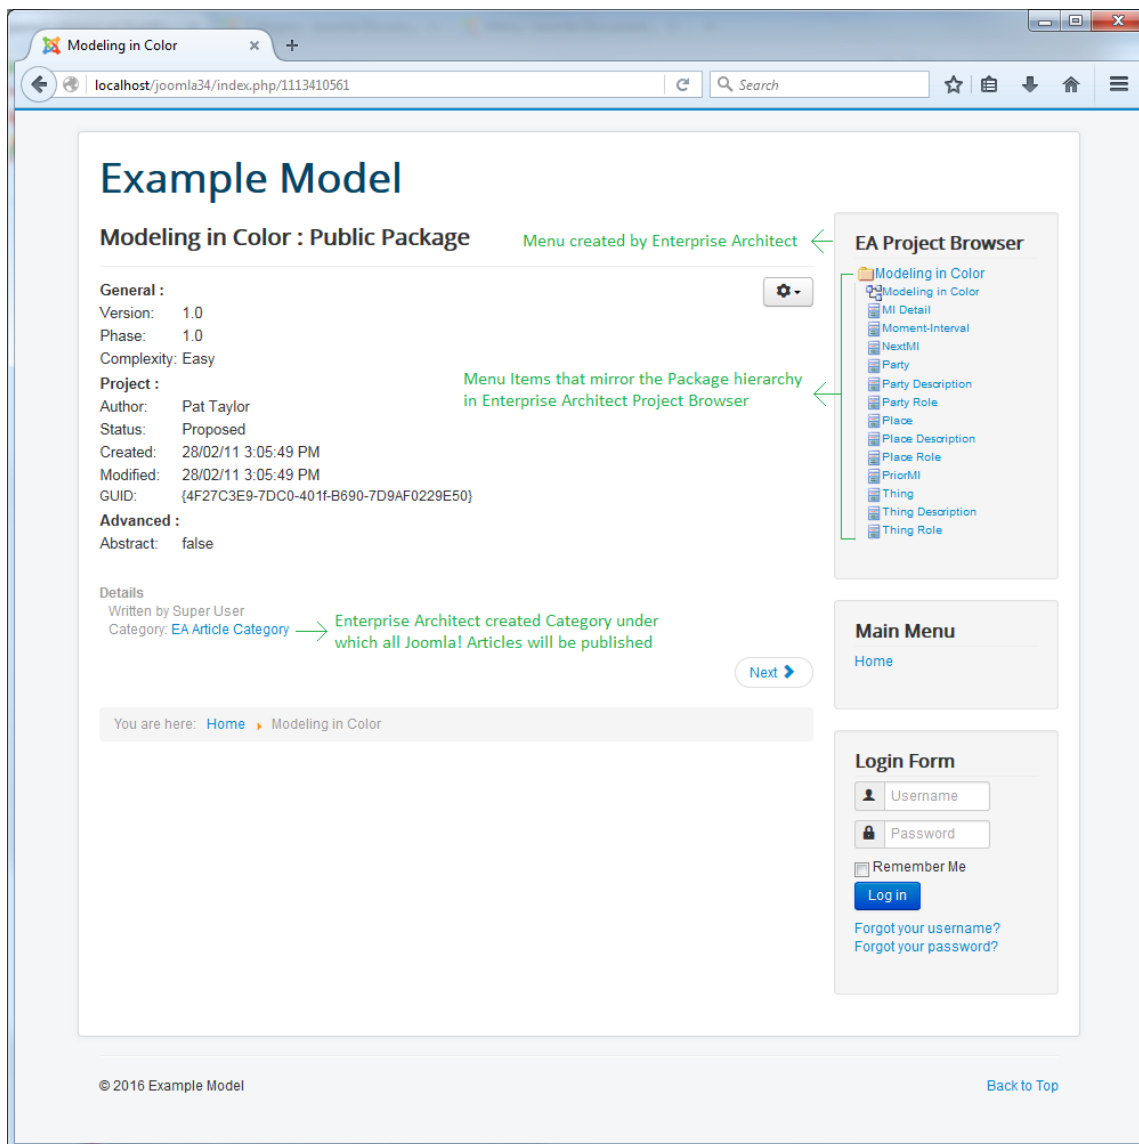 Modeling in Color
localhost/joomla34/index.php/1113410561
Search
Example Model
Modeling in Color : Public Package
Menu created by Enterprise Architect
General :
Version: 1.0
Phase: 1.0
Complexity: Easy
Project :
Author: Pat Taylor
Status: Proposed
Created: 28/02/11 3:05:49 PM
Modified: 28/02/11 3:05:49 PM
GUID: {4F27C3E9-7DC0-401f-B690-7D9AF0229E50}
Advanced :
Abstract: false
Menu Items that mirror the Package hierarchy
in Enterprise Architect Project Browser
Details
Written by Super User
Category: EA Article Category
Enterprise Architect created Category under
which all Joomla! Articles will be published
Next
You are here: Home Modeling in Color
EA Project Browser
Modeling in Color
Modeling in Color
MI Detail
Moment-Interval
NextMI
Party
Party Description
Party Role
Place
Place Description
Place Role
PriorMI
Thing
Thing Description
Thing Role
Main Menu
Home
Login Form
Username
Password
Remember Me
Log in
Forgot your username?
Forgot your password?
© 2016 Example Model
Back to Top